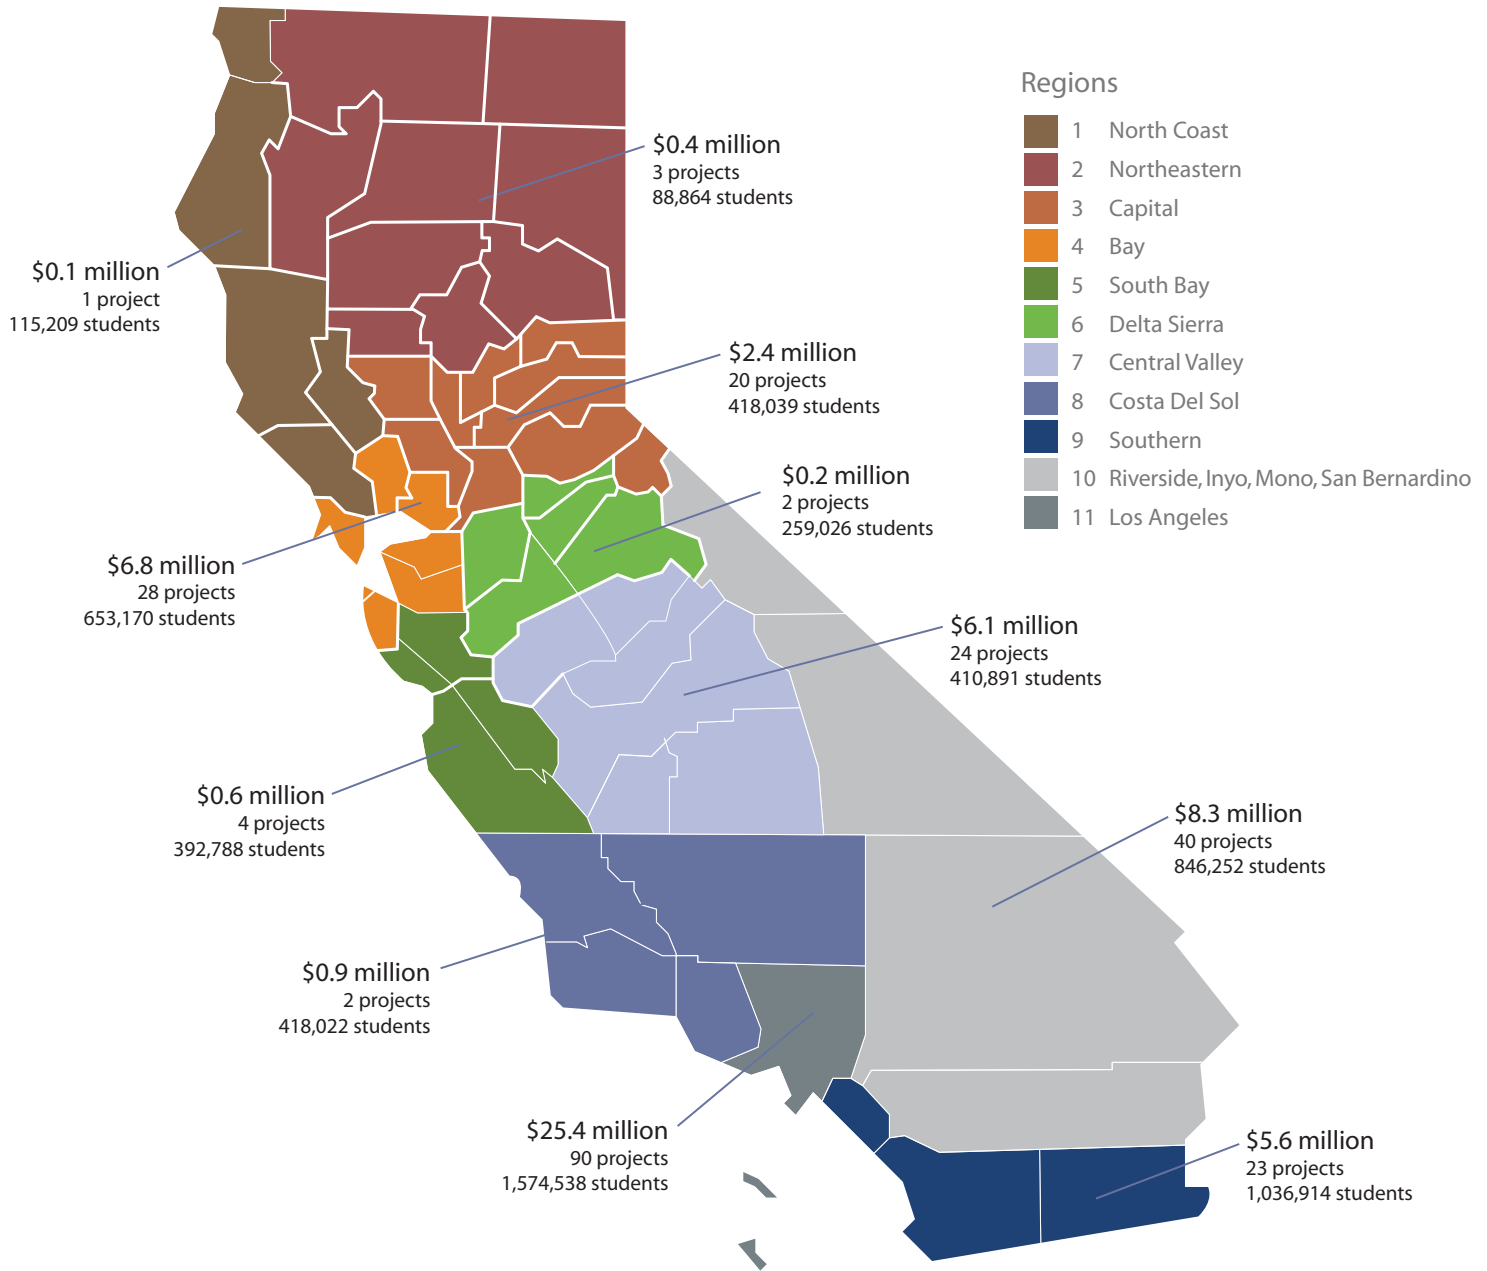 Regions
1 North Coast
2 Northeastern
3 Capital
4 Bay
5 South Bay
6 Delta Sierra
7 Central Valley
8 Costa Del Sol
9 Southern
10 Riverside, Inyo, Mono, San Bernardino
11 Los Angeles
$0.4 million
3 projects
88,864 students
$0.1 million
1 project
115,209 students
$2.4 million
20 projects
418,039 students
$0.2 million
2 projects
259,026 students
$6.8 million
28 projects
653,170 students
$6.1 million
24 projects
410,891 students
$0.6 million
4 projects
392,788 students
$8.3 million
40 projects
846,252 students
$0.9 million
2 projects
418,022 students
$25.4 million
90 projects
1,574,538 students
$5.6 million
23 projects
1,036,914 students